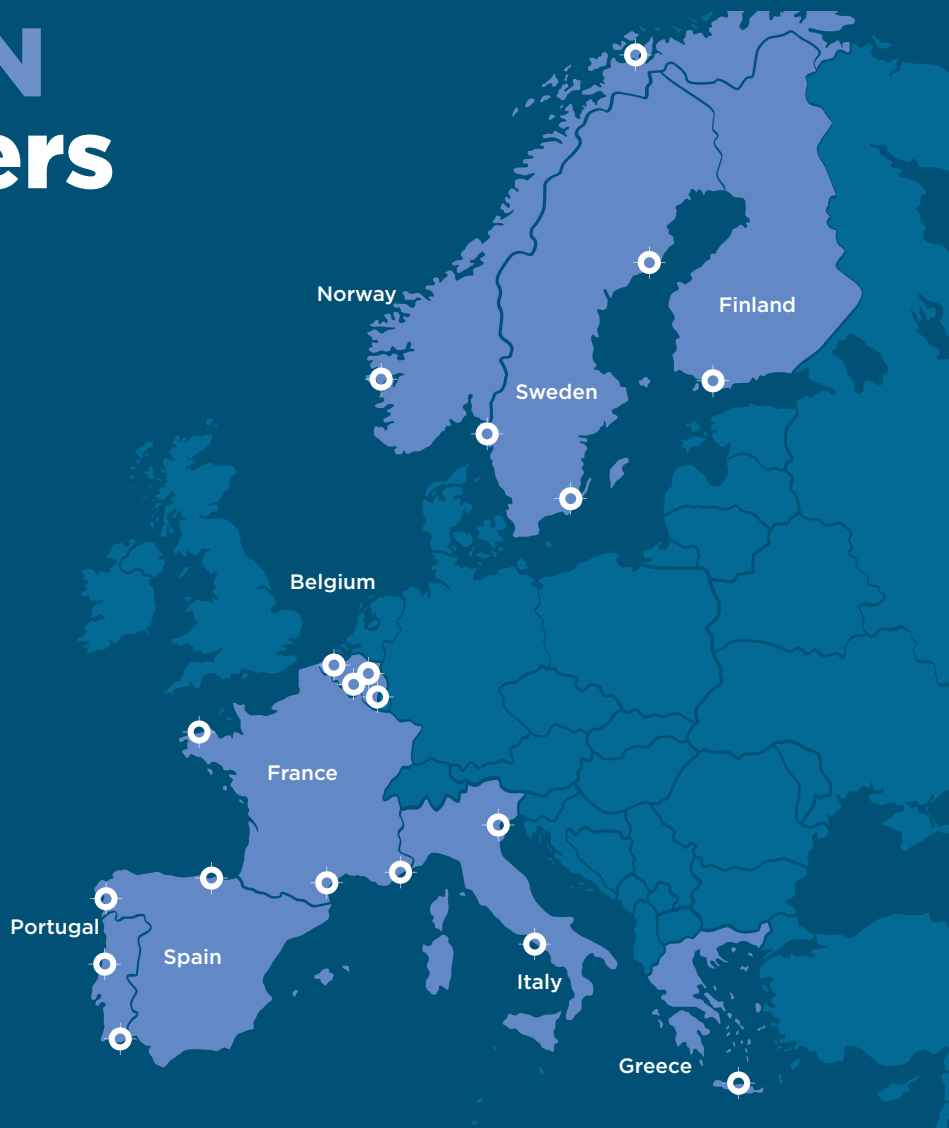 N
ers
Norway
Finland
Sweden
Belgium
France
Portugal
Spain
Italy
Greece